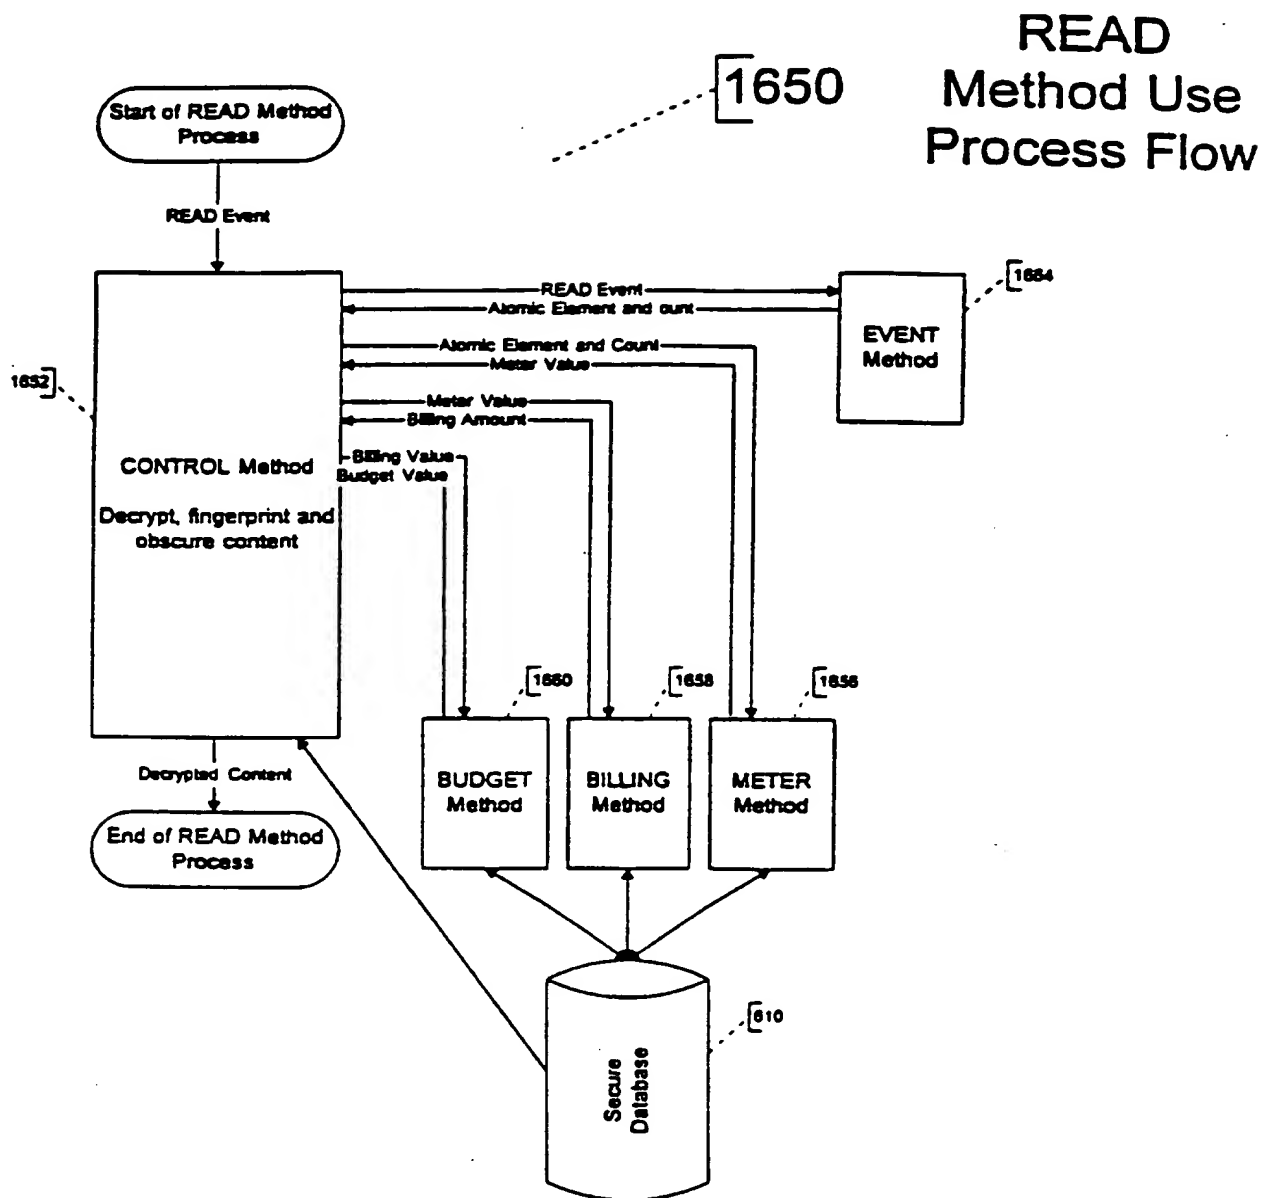 READ
Method Use
Process Flow
1650
Start of READ Method
Process
READ Event
READ Event
1654
Atomic Element and ount
EVENT
Method
Atomic Element and Count
Meter Value
1652
Meter Value
Billing Amount
Billing Value
Budget Value
CONTROL Method
Decrypt, fingerprint and
obscure content
1660
1658
1656
Decrypted Content
BUDGET
Method
BILLING
Method
METER
Method
End of READ Method
Process
610
Secure
Database